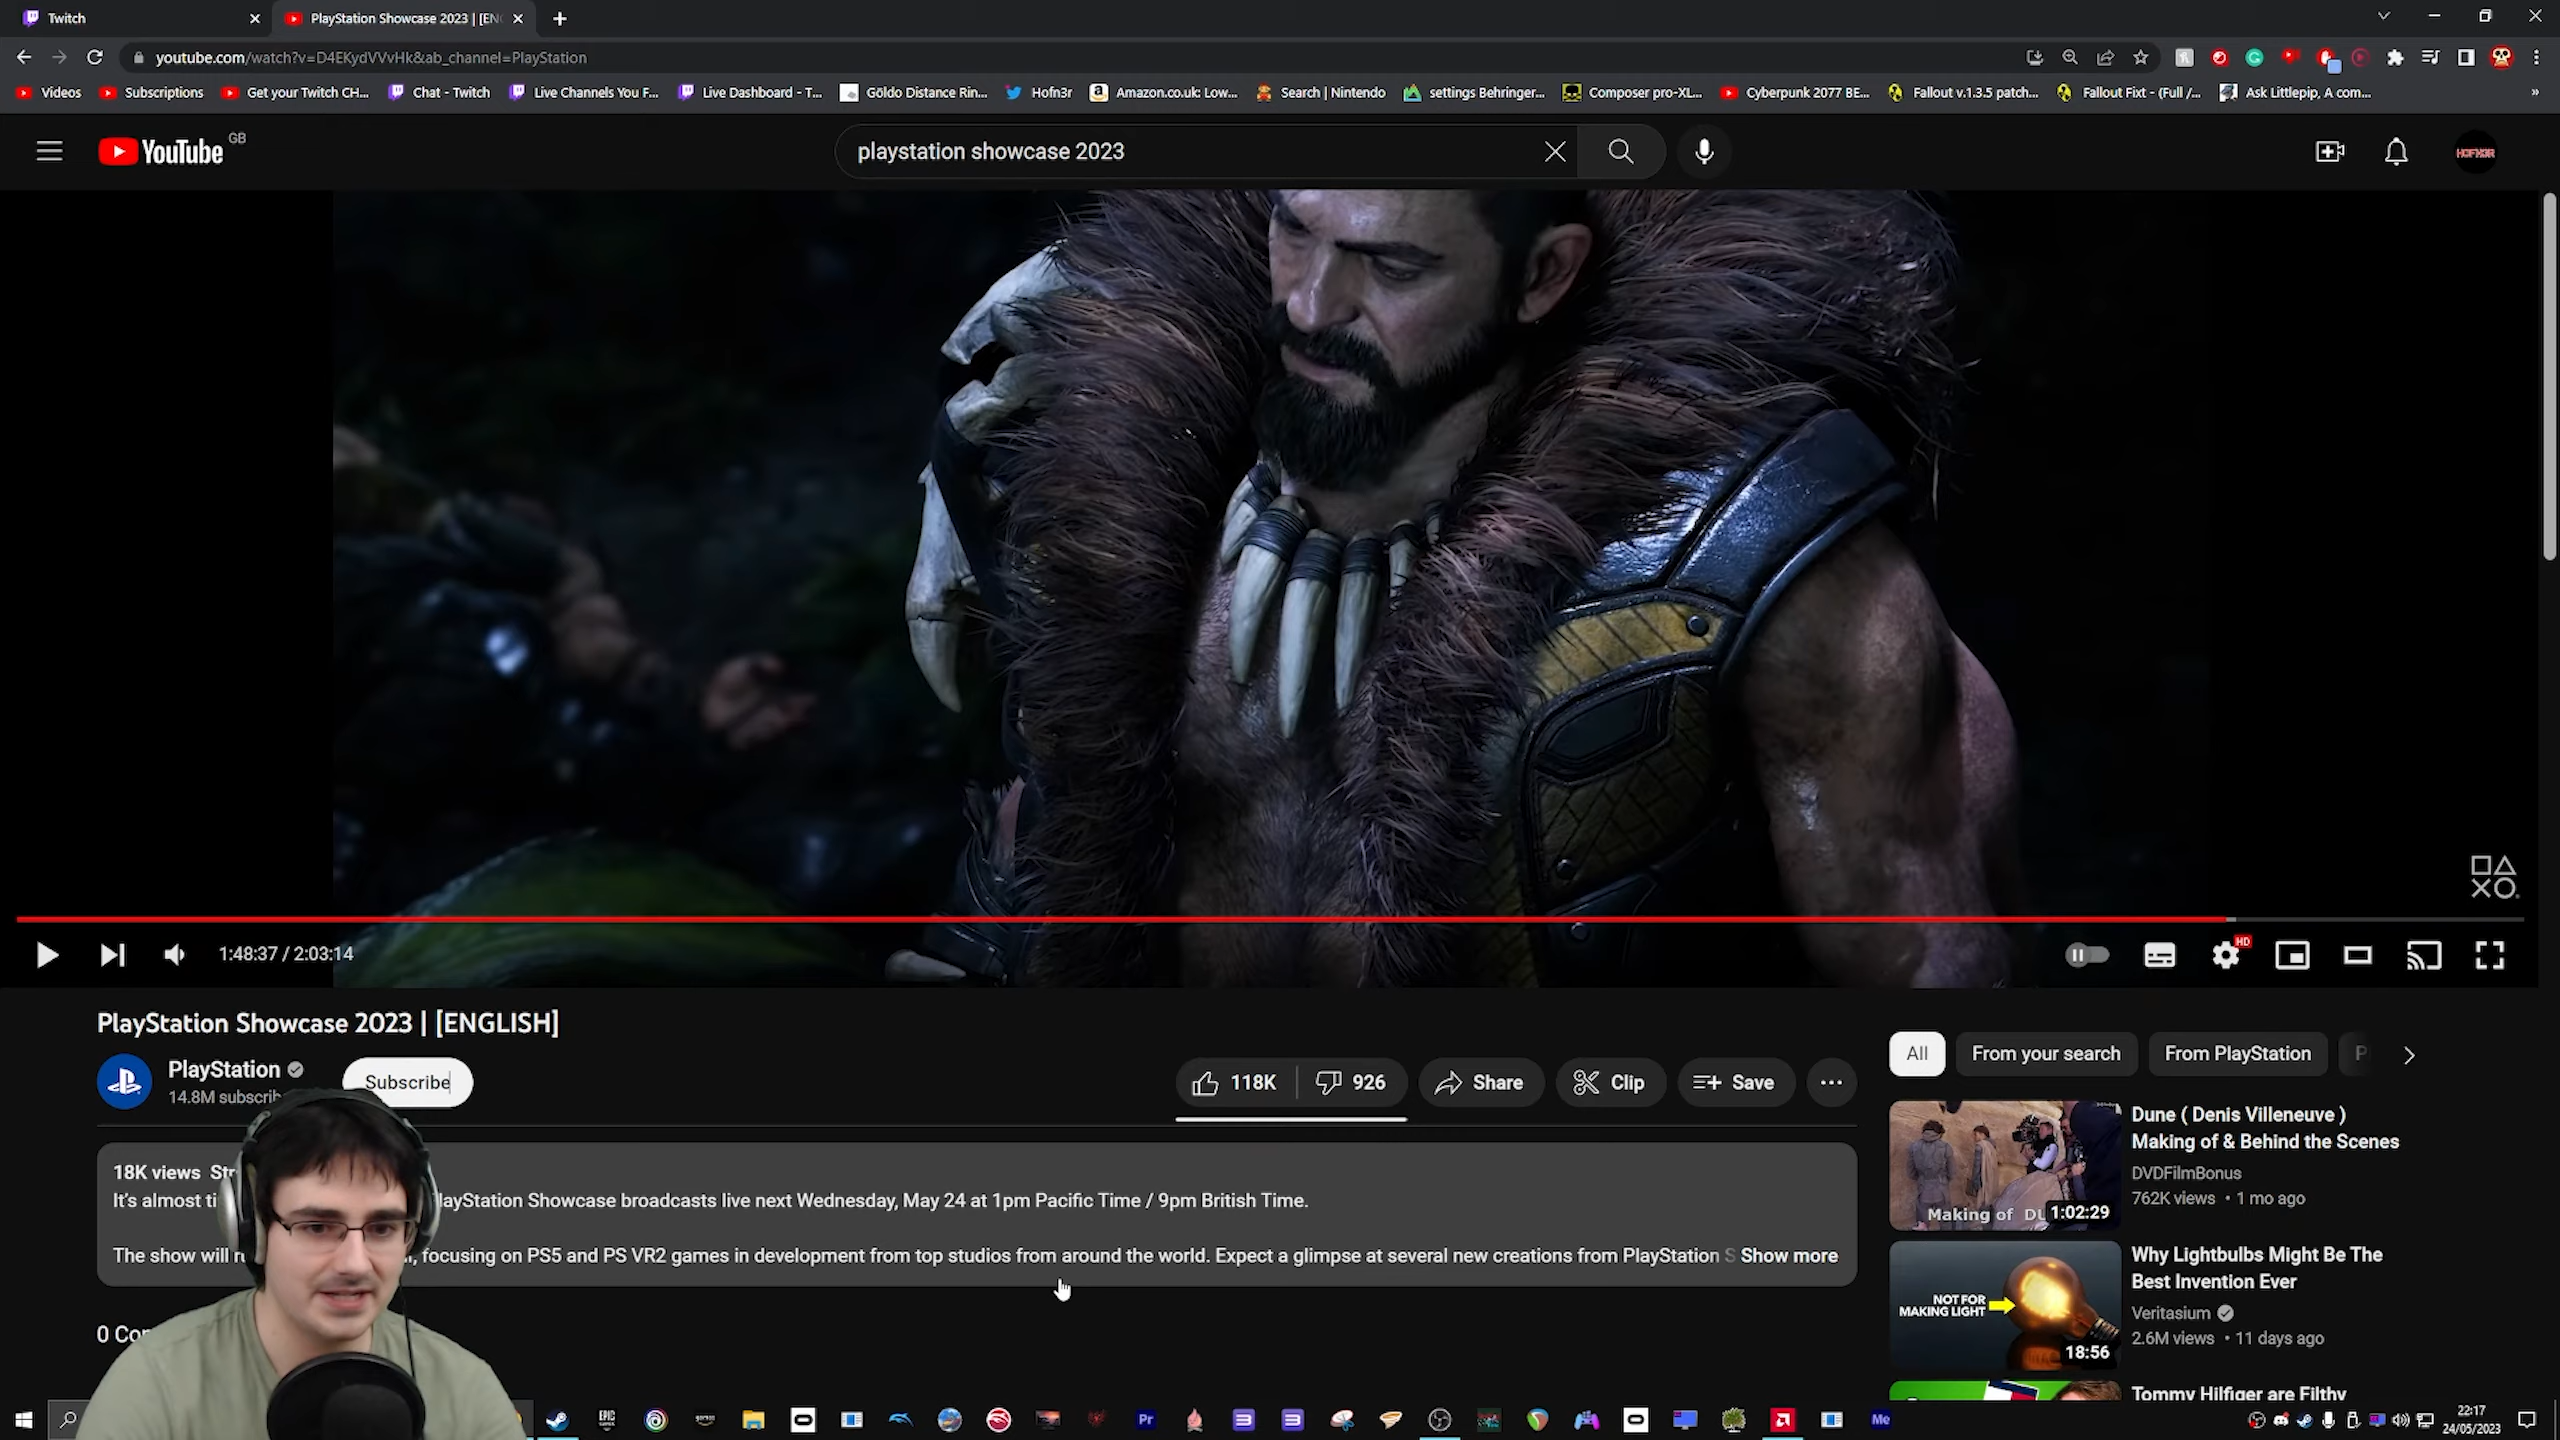 Twitch
PlayStation Showcase 2023 | [EN
youtube.com/watch?v=D4EKydVVvHk&ab_channel=PlayStation
Videos
Subscriptions
Get your Twitch CH...
Chat - Twitch
Live Channels You F...
Live Dashboard - T...
Göldo Distance Rin...
Hofn3r
Amazon.co.uk: Low...
Search | Nintendo
settings Behringer...
Composer pro-XL...
Cyberpunk 2077 BE...
Fallout v.1.3.5 patch...
Fallout Fixt - (Full /...
Ask Littlepip, A com...
»
YouTube GB
playstation showcase 2023
HOFN3R
1:48:37 / 2:03:14
HD
PlayStation Showcase 2023 | [ENGLISH]
PlayStation
14.8M subscrib
Subscribe
118K
926
Share
Clip
Save
18K views Str
It's almost ti
layStation Showcase broadcasts live next Wednesday, May 24 at 1pm Pacific Time / 9pm British Time.
The show will r
, focusing on PS5 and PS VR2 games in development from top studios from around the world. Expect a glimpse at several new creations from PlayStation S Show more
0 Co
All
From your search
From PlayStation
P
Making of DU
1:02:29
Dune ( Denis Villeneuve )
Making of & Behind the Scenes
DVDFilmBonus
762K views • 1 mo ago
NOT FOR
MAKING LIGHT
18:56
Why Lightbulbs Might Be The
Best Invention Ever
Veritasium
2.6M views • 11 days ago
Tommy Hilfiger are Filthy
EPIC
Pr
Me
22:17
24/05/2023